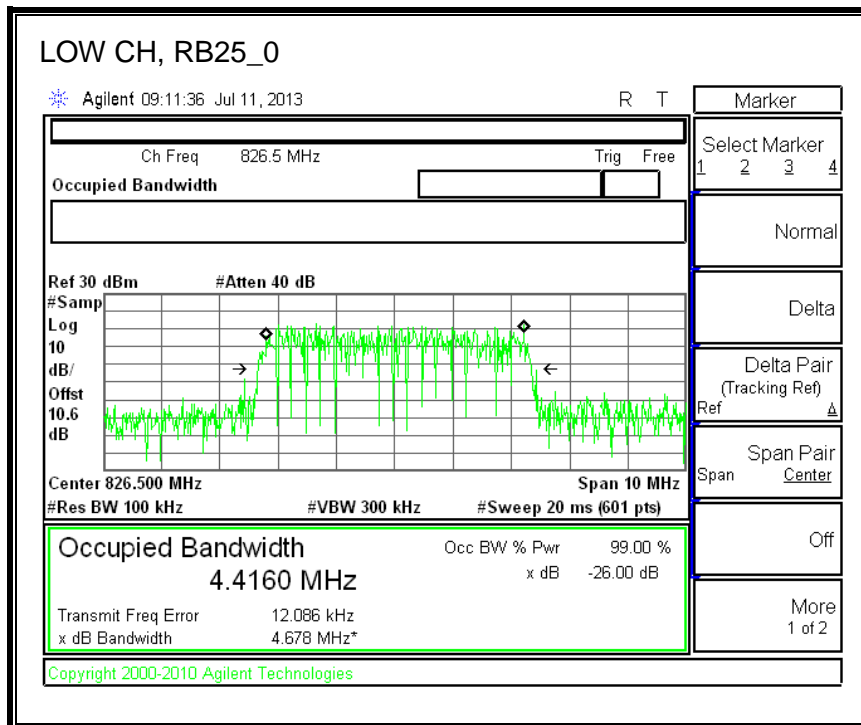 LOW CH, RB25_0
Agilent 09:11:36 Jul 11, 2013 R T
Marker
Ch Freq 826.5 MHz Trig Free
Occupied Bandwidth
Select Marker
1 2 3 4
Normal
Delta
Delta Pair
(Tracking Ref)
Ref Δ
Span Pair
Span Center
Off
More
1 of 2
Ref 30 dBm #Atten 40 dB
#Samp
Log
10
dB/
Offst
10.6
dB
Center 826.500 MHz Span 10 MHz
#Res BW 100 kHz #VBW 300 kHz #Sweep 20 ms (601 pts)
Occupied Bandwidth
4.4160 MHz
Occ BW % Pwr 99.00 %
x dB -26.00 dB
Transmit Freq Error 12.086 kHz
x dB Bandwidth 4.678 MHz*
Copyright 2000-2010 Agilent Technologies